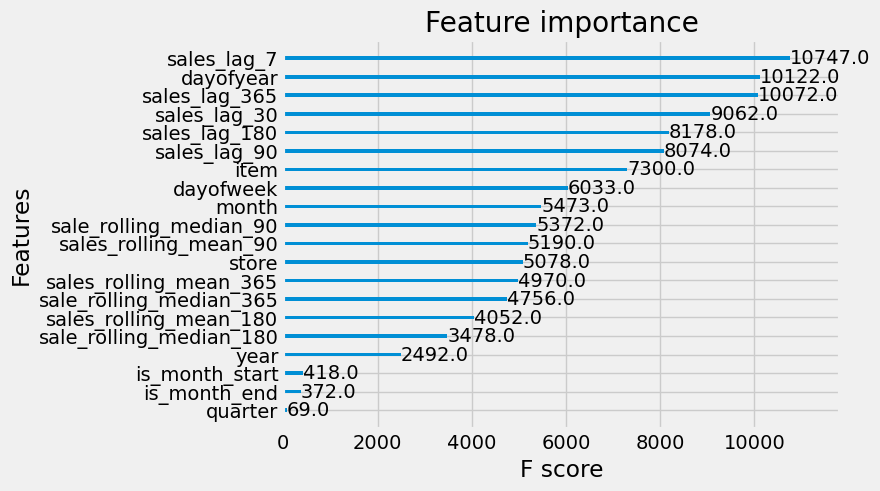 Feature importance
Features
sales_lag_7 10747.0
dayofyear 10122.0
sales_lag_365 10072.0
sales_lag_30 9062.0
sales_lag_180 8178.0
sales_lag_90 8074.0
item 7300.0
dayofweek 6033.0
month 5473.0
sale_rolling_median_90 5372.0
sales_rolling_mean_90 5190.0
store 5078.0
sales_rolling_mean_365 4970.0
sale_rolling_median_365 4756.0
sales_rolling_mean_180 4052.0
sale_rolling_median_180 3478.0
year 2492.0
is_month_start 418.0
is_month_end 372.0
quarter 69.0
0 2000 4000 6000 8000 10000
F score